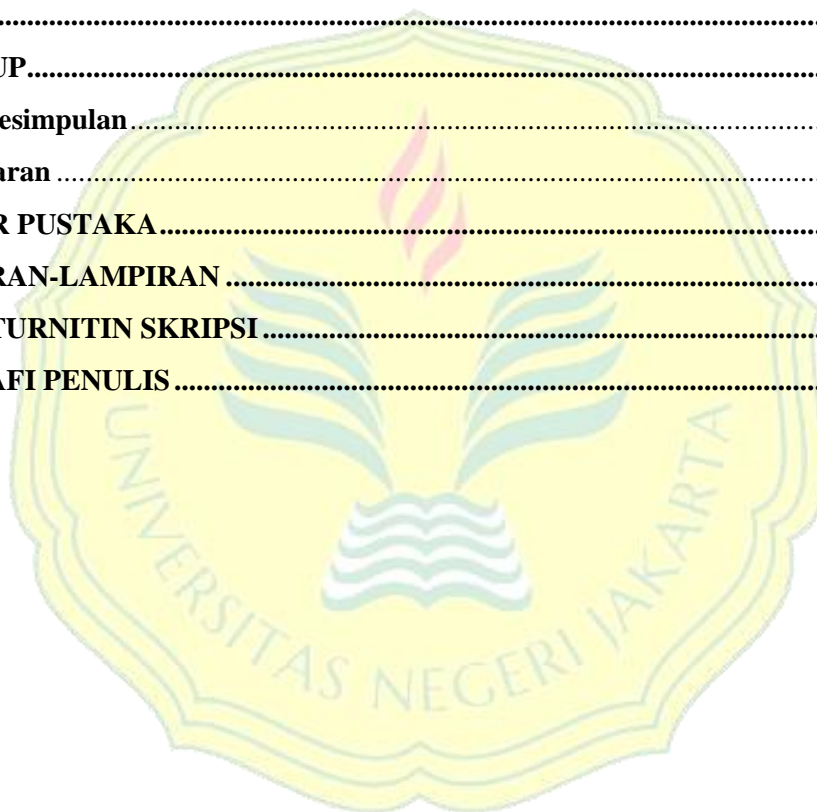 ....................................................................................................
UP....................................................................................................
esimpulan....................................................................................................
aran ....................................................................................................
R PUSTAKA....................................................................................................
RAN-LAMPIRAN ....................................................................................................
TURNITIN SKRIPSI....................................................................................................
AFI PENULIS....................................................................................................
UNIVERSITAS NEGERI JAKARTA